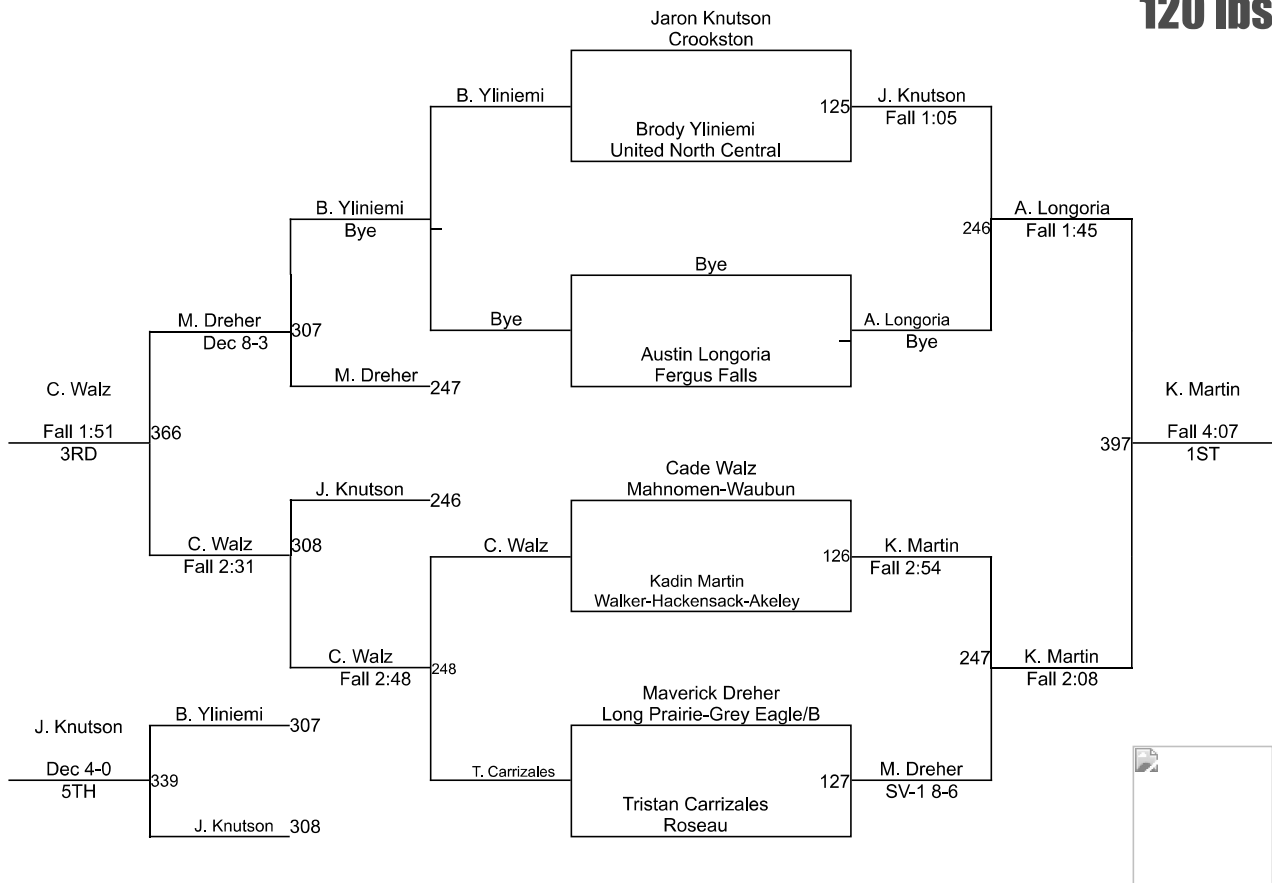 120 lbs
Jaron Knutson
Crookston
B. Yliniemi
125
J. Knutson
Fall 1:05
Brody Yliniemi
United North Central
B. Yliniemi
Bye
246
A. Longoria
Fall 1:45
Bye
M. Dreher
Dec 8-3
307
Bye
A. Longoria
Bye
Austin Longoria
Fergus Falls
M. Dreher
247
C. Walz
Fall 1:51
3RD
366
K. Martin
Fall 4:07
1ST
397
Cade Walz
Mahnomen-Waubun
J. Knutson
246
C. Walz
Fall 2:31
308
C. Walz
126
K. Martin
Fall 2:54
Kadin Martin
Walker-Hackensack-Akeley
C. Walz
Fall 2:48
248
247
K. Martin
Fall 2:08
Maverick Dreher
Long Prairie-Grey Eagle/B
B. Yliniemi
307
J. Knutson
Dec 4-0
5TH
339
T. Carrizales
127
M. Dreher
SV-1 8-6
Tristan Carrizales
Roseau
J. Knutson
308